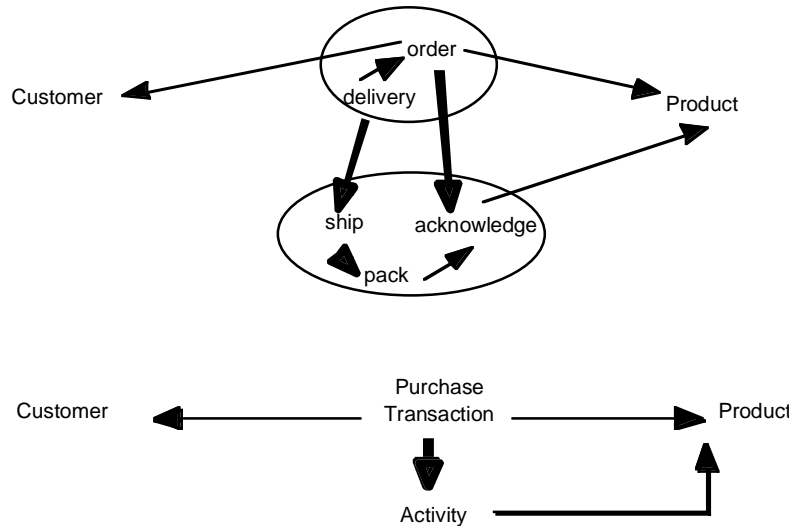 order
Customer
delivery
Product
ship
acknowledge
pack
Purchase
Customer
Transaction
Product
Activity